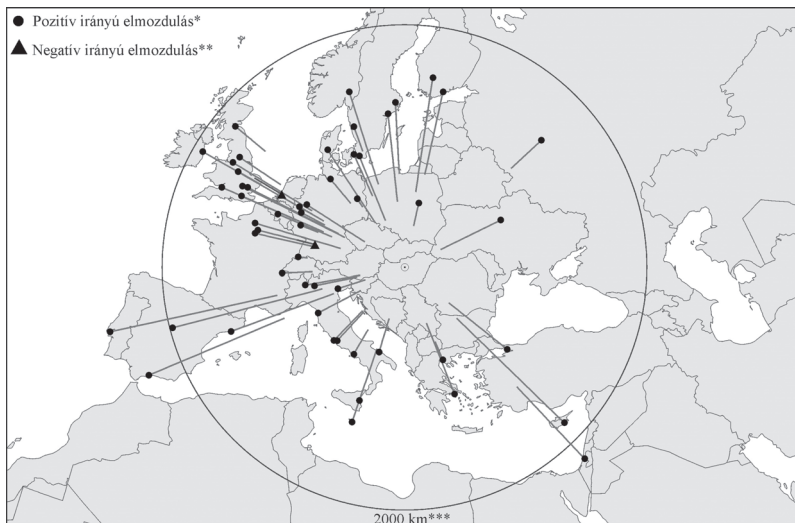 Pozitív irányú elmozdulás*
Negatív irányú elmozdulás**
2000 km***